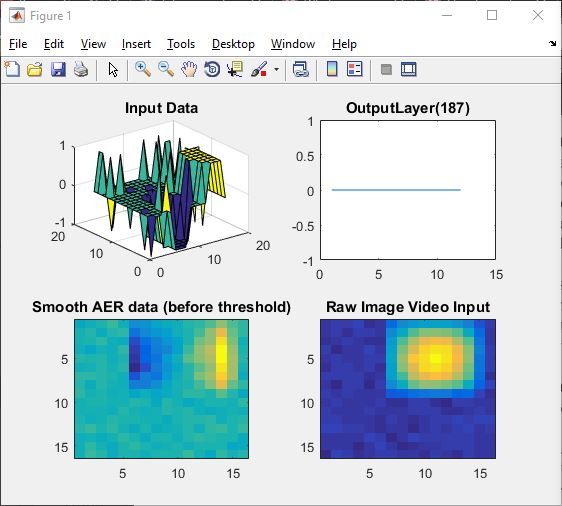 Figure 1
File Edit View Insert Tools Desktop Window Help
Input Data
1
0
-1
20
10
0
0
10
20
OutputLayer(187)
1
0.5
0
-0.5
-1
0 5 10 15
Smooth AER data (before threshold)
5
10
15
5 10 15
Raw Image Video Input
5
10
15
5 10 15